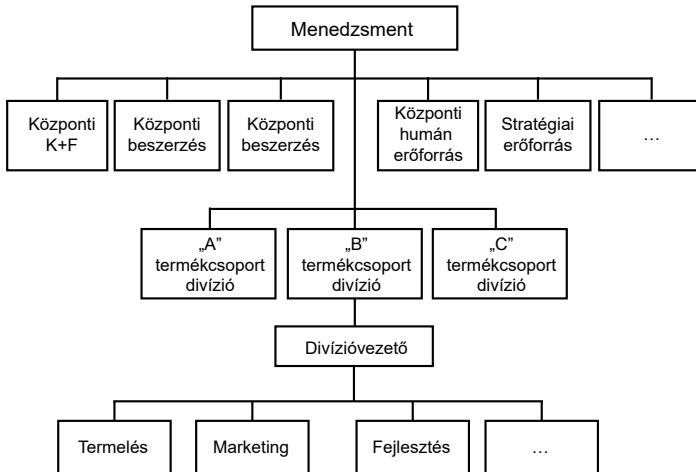 Menedzsment
Központi
K+F
Központi
beszerzés
Központi
beszerzés
Központi
humán
erőforrás
Stratégiai
erőforrás
...
„A”
termékcsoport
divízió
„B”
termékcsoport
divízió
„C”
termékcsoport
divízió
Divízióvezető
Termelés
Marketing
Fejlesztés
...